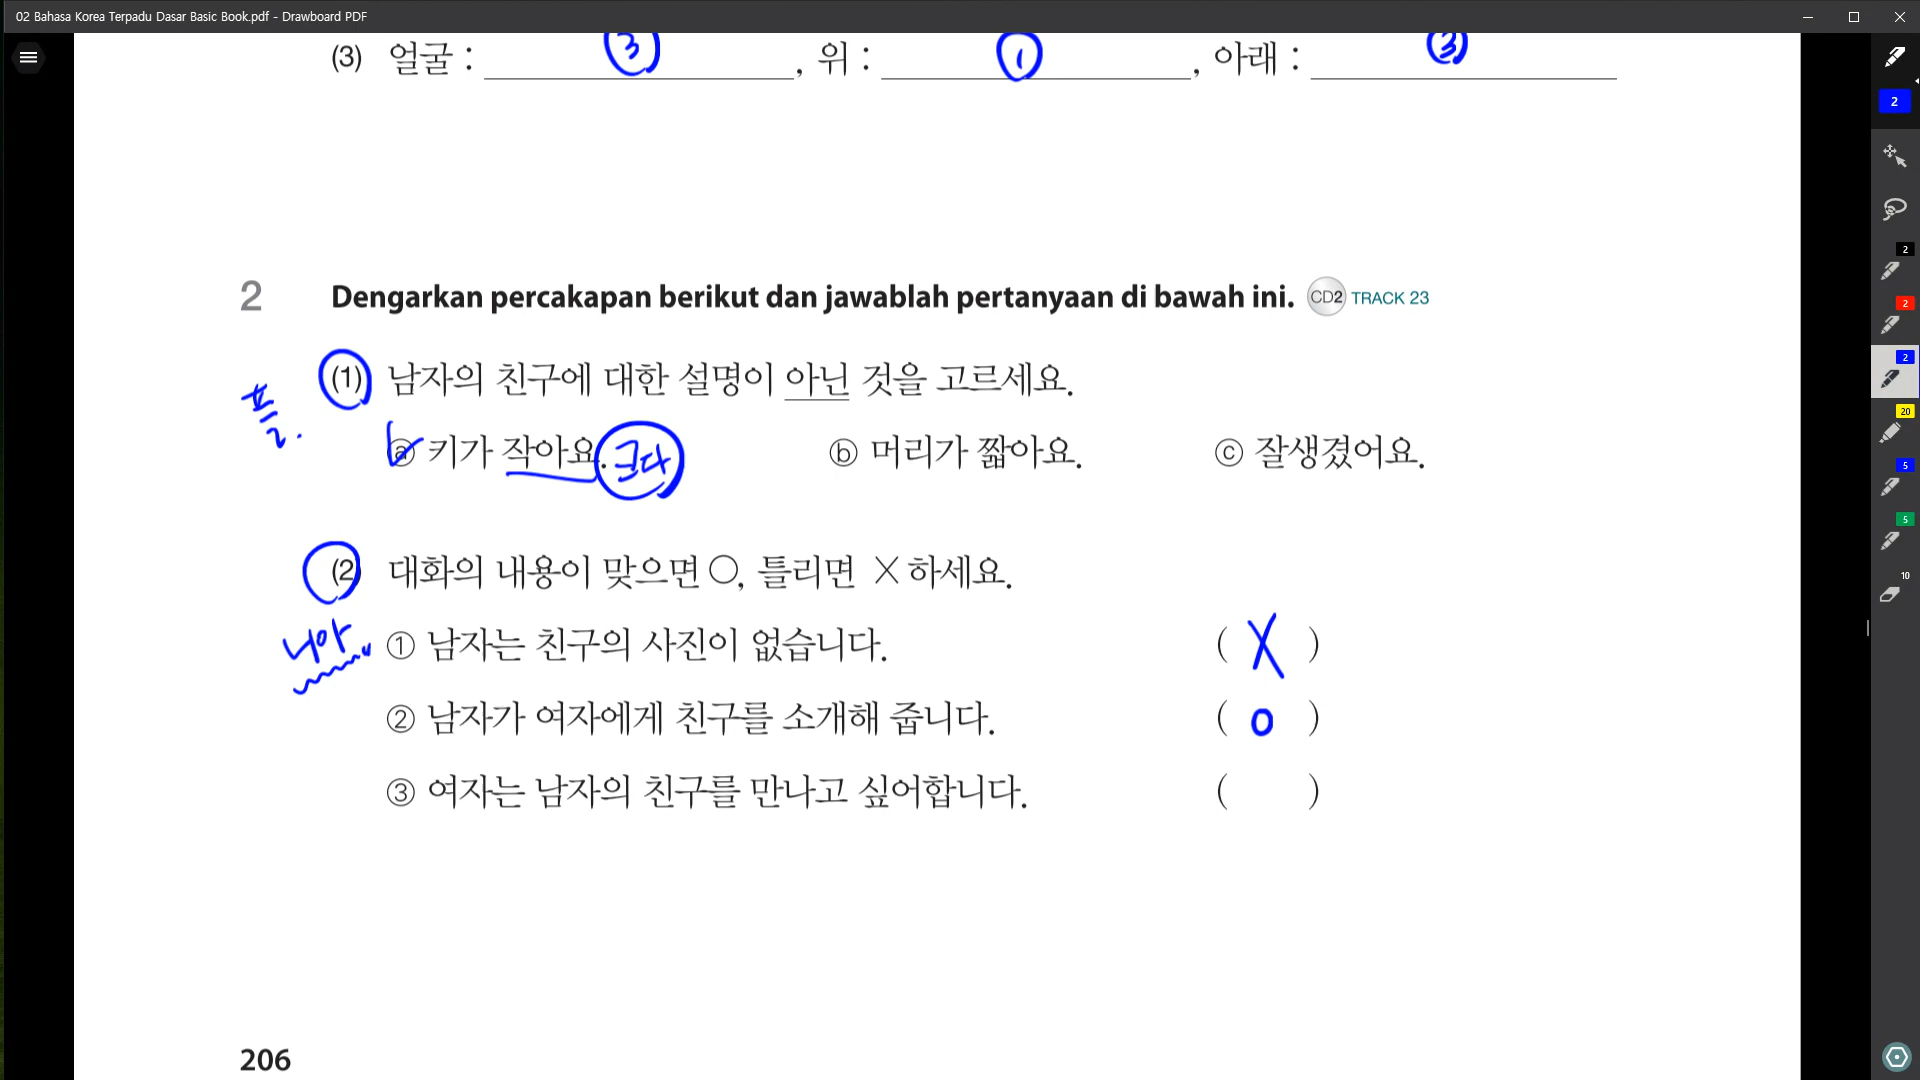 02 Bahasa Korea Terpadu Dasar Basic Book.pdf - Drawboard PDF
(3) 얼굴 : ③, 위 : ①, 아래 :
2 Dengarkan percakapan berikut dan jawablah pertanyaan di bawah ini. CD2 TRACK 23
(1) 남자의 친구에 대한 설명이 아닌 것을 고르세요.
ⓐ 키가 작아요. 크다 ⓑ 머리가 짧아요. ⓒ 잘생겼어요.
(2) 대화의 내용이 맞으면 ○, 틀리면 ✕ 하세요.
① 남자는 친구의 사진이 없습니다. ( X )
② 남자가 여자에게 친구를 소개해 줍니다. ( O )
③ 여자는 남자의 친구를 만나고 싶어합니다. ( )
206
2
2
2
2
20
5
5
10